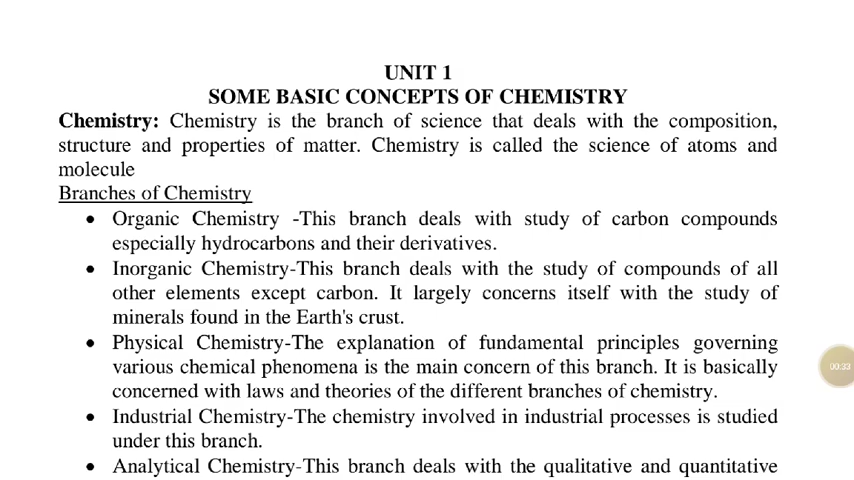 UNIT 1
SOME BASIC CONCEPTS OF CHEMISTRY
Chemistry: Chemistry is the branch of science that deals with the composition,
structure and properties of matter. Chemistry is called the science of atoms and
molecule
Branches of Chemistry
• Organic Chemistry -This branch deals with study of carbon compounds
especially hydrocarbons and their derivatives.
• Inorganic Chemistry-This branch deals with the study of compounds of all
other elements except carbon. It largely concerns itself with the study of
minerals found in the Earth's crust.
• Physical Chemistry-The explanation of fundamental principles governing
various chemical phenomena is the main concern of this branch. It is basically
concerned with laws and theories of the different branches of chemistry.
• Industrial Chemistry-The chemistry involved in industrial processes is studied
under this branch.
• Analytical Chemistry-This branch deals with the qualitative and quantitative
00:33